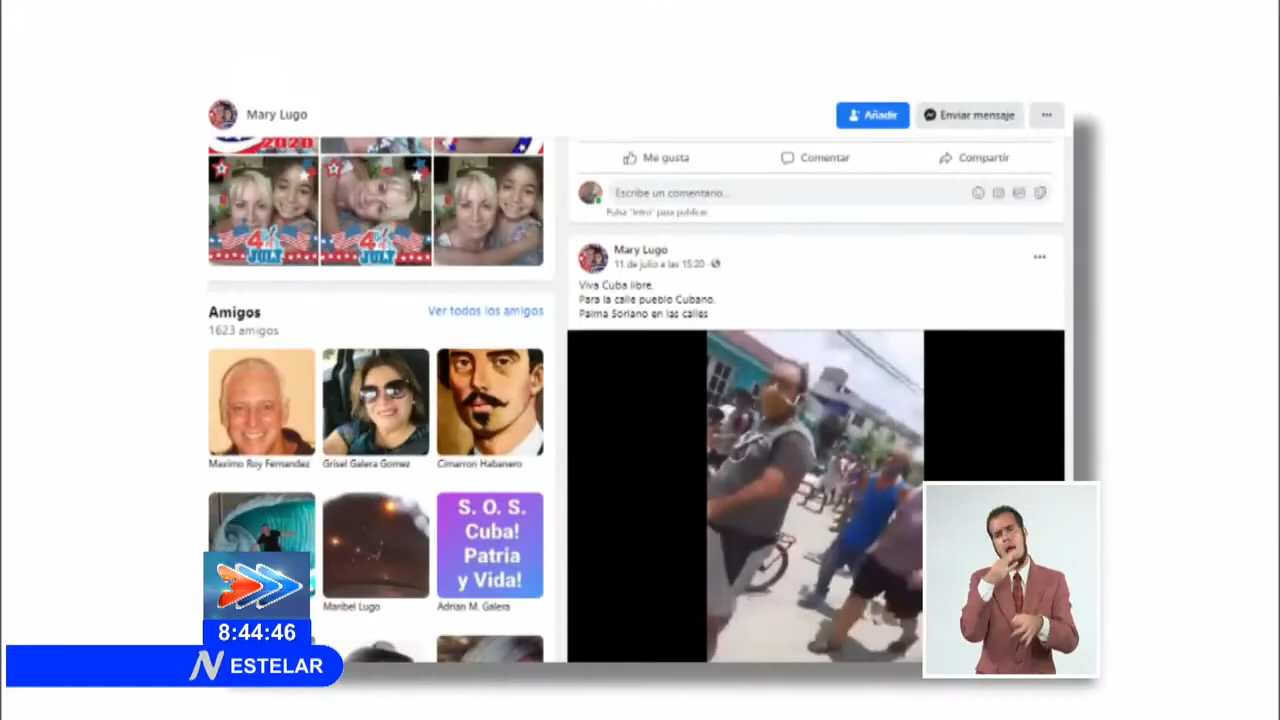 Mary Lugo
Añadir
Enviar mensaje
2020
4
JULY
4
JULY
Me gusta
Comentar
Compartir
Escribe un comentario...
Pulsa "Intro" para publicar.
Mary Lugo
11 de julio a las 15:20
Viva Cuba libre.
Para la calle pueblo Cubano.
Palma Soriano en las calles
Amigos
Ver todos los amigos
1623 amigos
Maximo Roy Fernandez
Grisel Galera Gomez
Cimarron Habanero
S. O. S.
Cuba!
Patria
y Vida!
Maribel Lugo
Adrian M. Galera
8:44:46
N ESTELAR